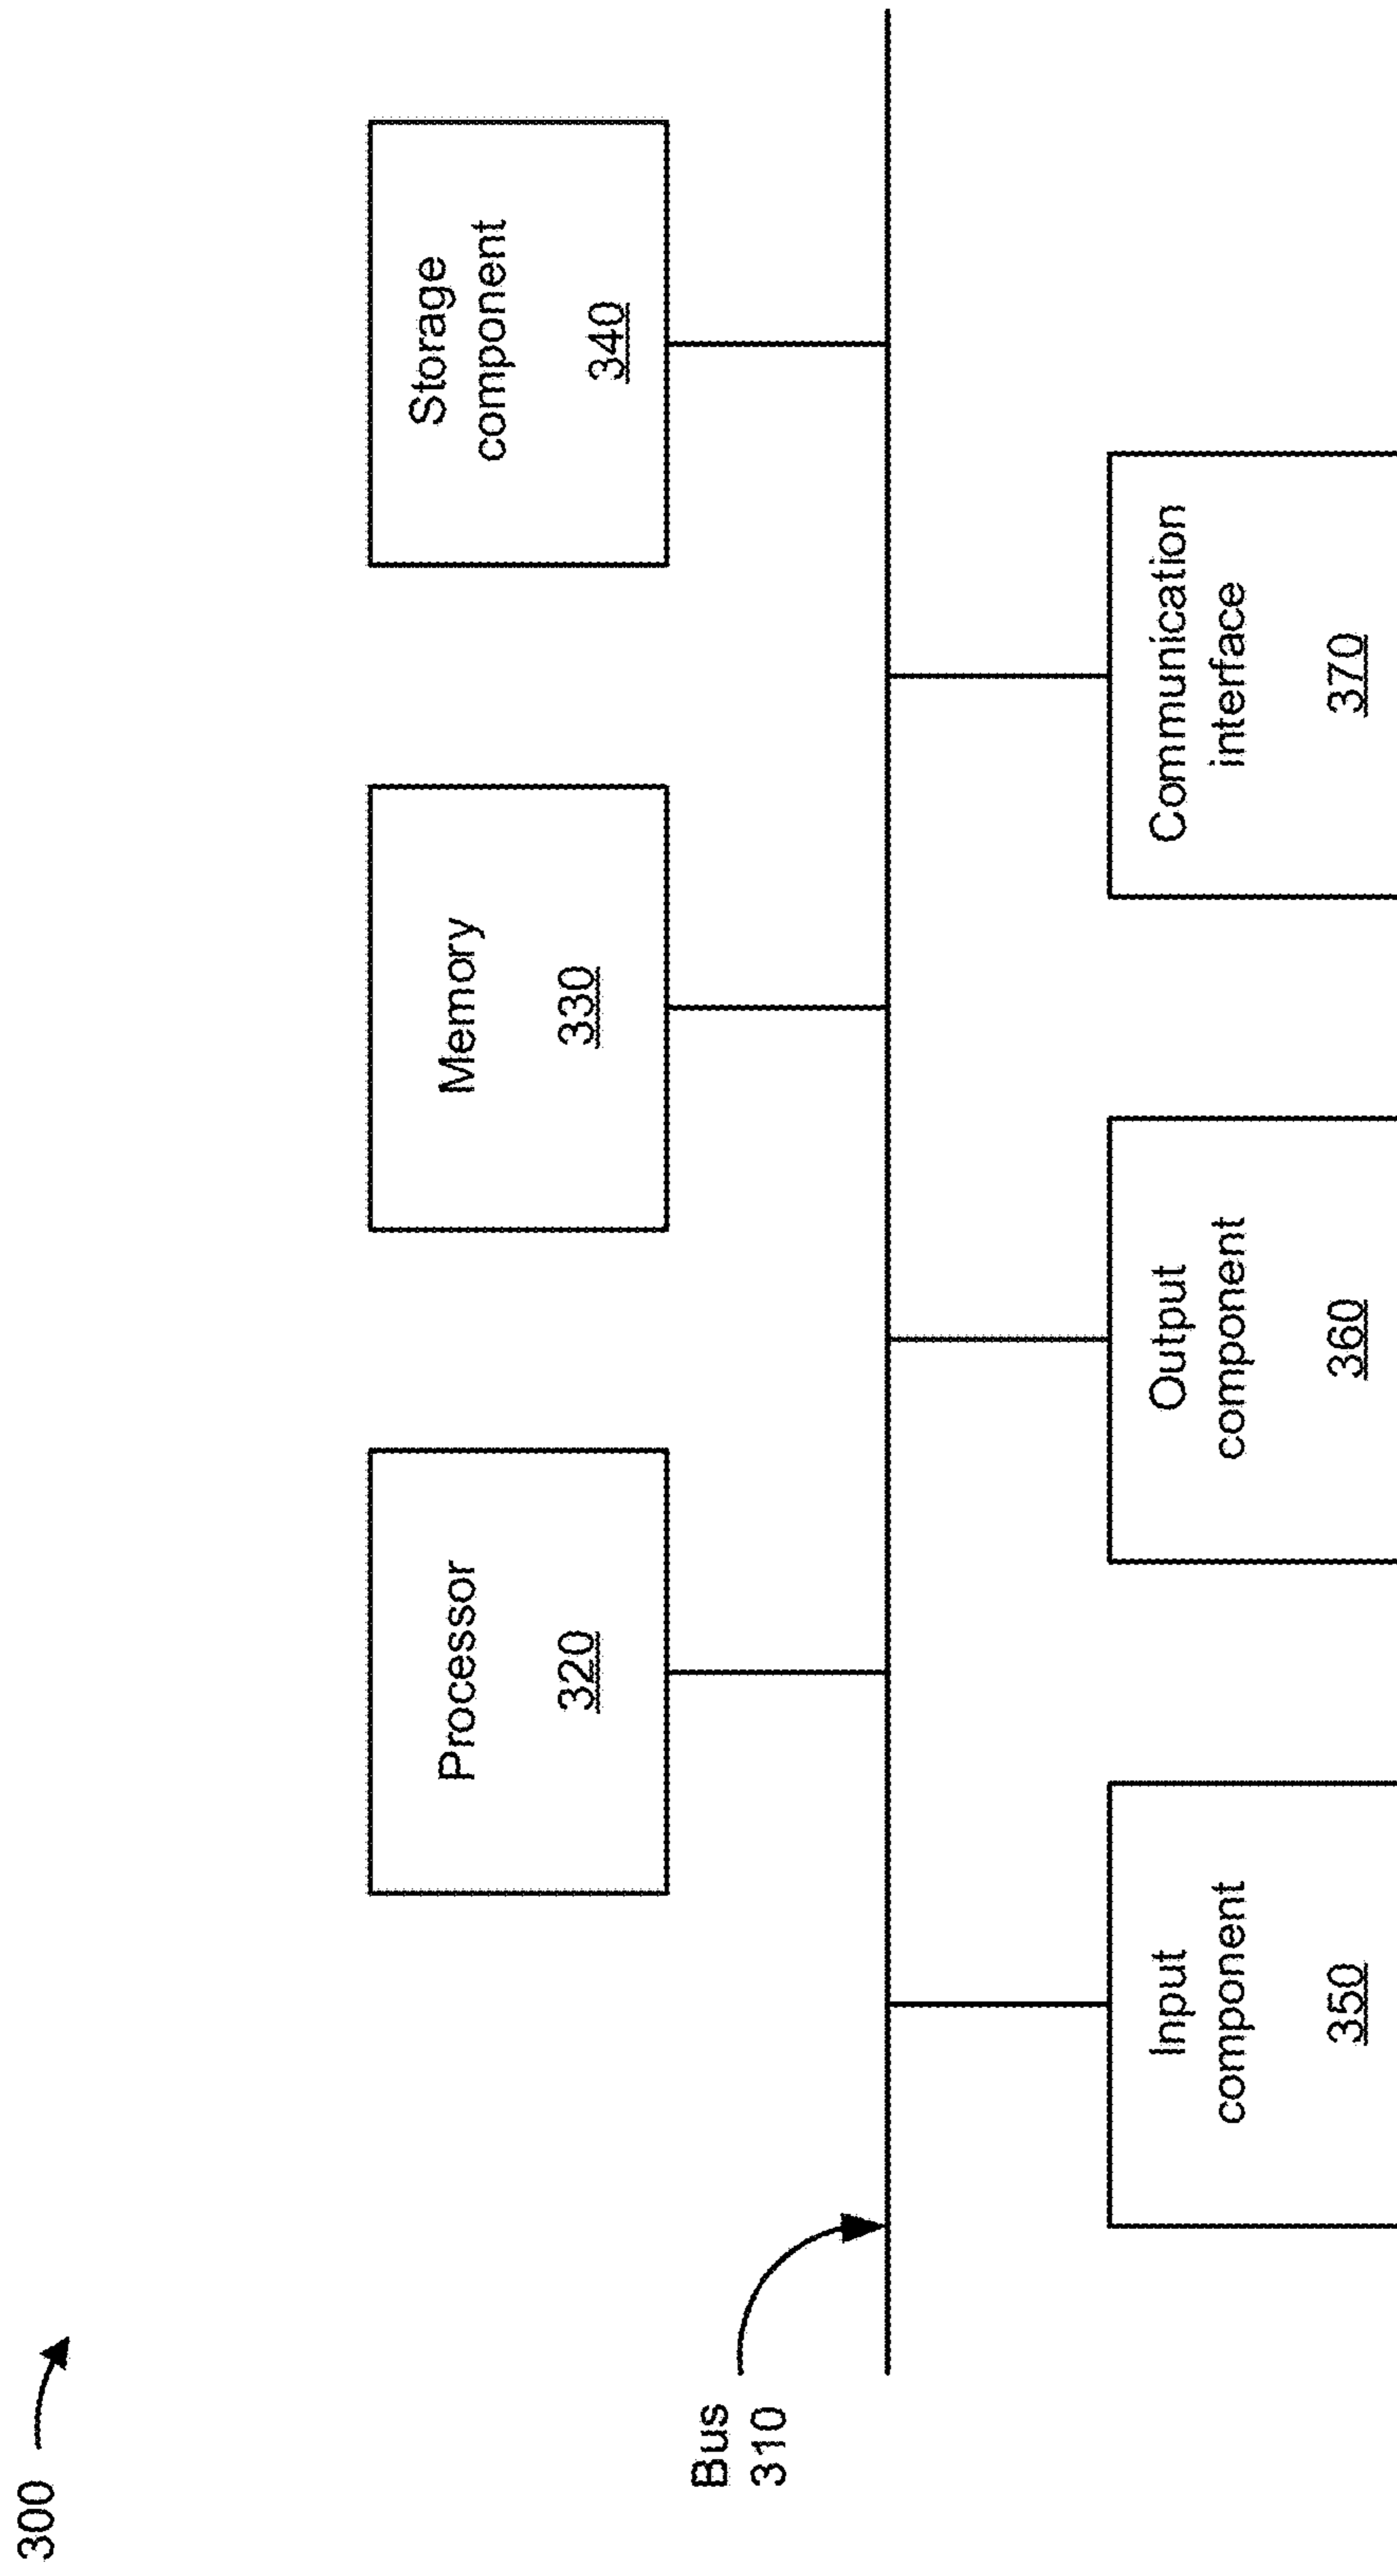 300
Processor
320
Memory
330
Storage
component
340
Bus
310
Input
component
350
Output
component
360
Communication
interface
370